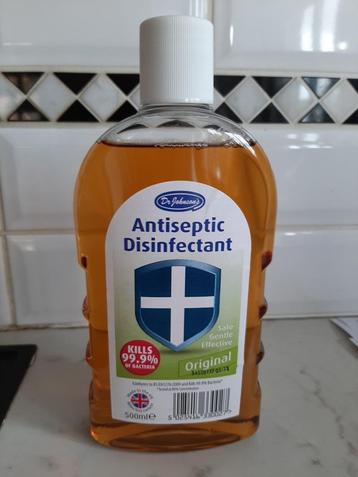 Dr Johnson's
Antiseptic
Disinfectant
Safe
Gentle
Effective
KILLS
99.9%
OF BACTERIA
Original
500ml e